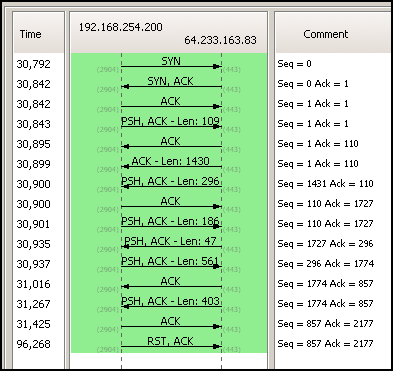 Time 192.168.254.200 64.233.163.83 Comment
30,792 SYN (2904) (443) Seq = 0
30,842 SYN, ACK (2904) (443) Seq = 0 Ack = 1
30,842 ACK (2904) (443) Seq = 1 Ack = 1
30,843 PSH, ACK - Len: 109 (2904) (443) Seq = 1 Ack = 1
30,895 ACK (2904) (443) Seq = 1 Ack = 110
30,899 ACK - Len: 1430 (2904) (443) Seq = 1 Ack = 110
30,900 PSH, ACK - Len: 296 (2904) (443) Seq = 1431 Ack = 110
30,900 ACK (2904) (443) Seq = 110 Ack = 1727
30,901 PSH, ACK - Len: 186 (2904) (443) Seq = 110 Ack = 1727
30,935 PSH, ACK - Len: 47 (2904) (443) Seq = 1727 Ack = 296
30,937 PSH, ACK - Len: 561 (2904) (443) Seq = 296 Ack = 1774
31,016 ACK (2904) (443) Seq = 1774 Ack = 857
31,267 PSH, ACK - Len: 403 (2904) (443) Seq = 1774 Ack = 857
31,425 ACK (2904) (443) Seq = 857 Ack = 2177
96,268 RST, ACK (2904) (443) Seq = 857 Ack = 2177